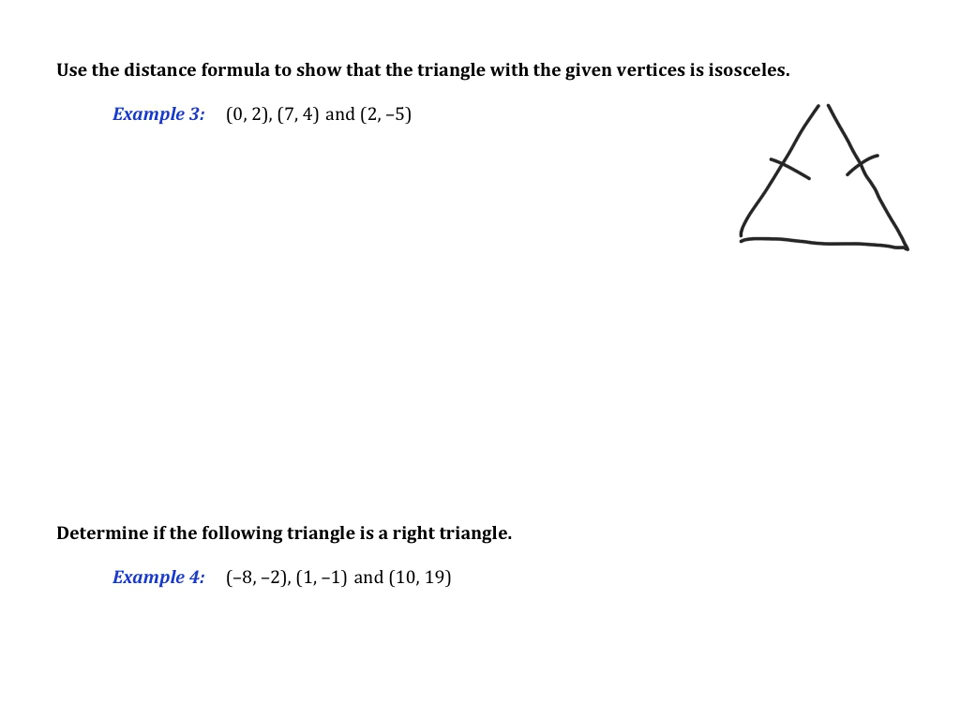 Use the distance formula to show that the triangle with the given vertices is isosceles.
Example 3: (0, 2), (7, 4) and (2, –5)
Determine if the following triangle is a right triangle.
Example 4: (–8, –2), (1, –1) and (10, 19)